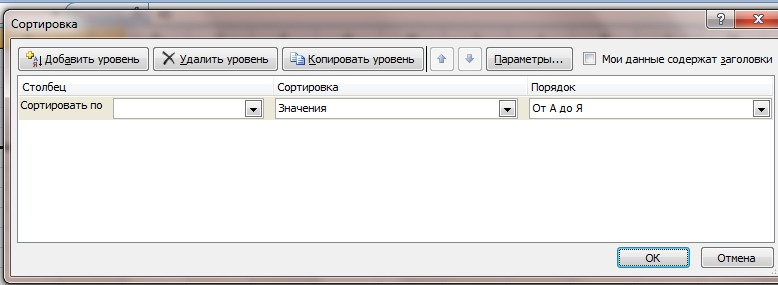 Сортировка
Добавить уровень Удалить уровень Копировать уровень Параметры... Мои данные содержат заголовки
Столбец Сортировка Порядок
Сортировать по Значения От А до Я
ОК Отмена